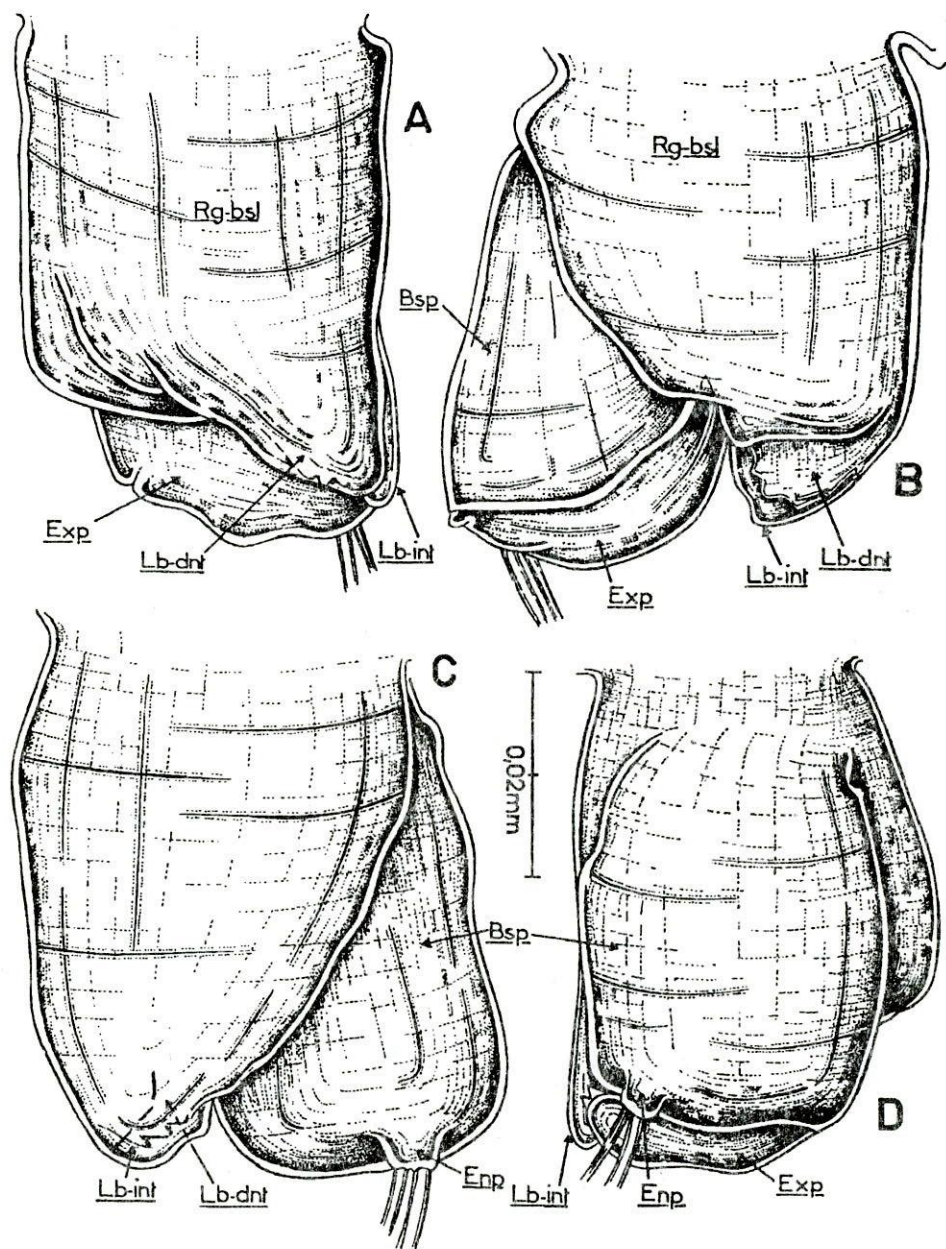 A
Rg-bsl
Exp
Lb-dnt
Lb-int
Rg-bsl
Bsp
B
Exp
Lb-int
Lb-dnt
C
0,02mm
Bsp
Lb-int
Lb-dnt
Enp
D
Lb-int
Enp
Exp